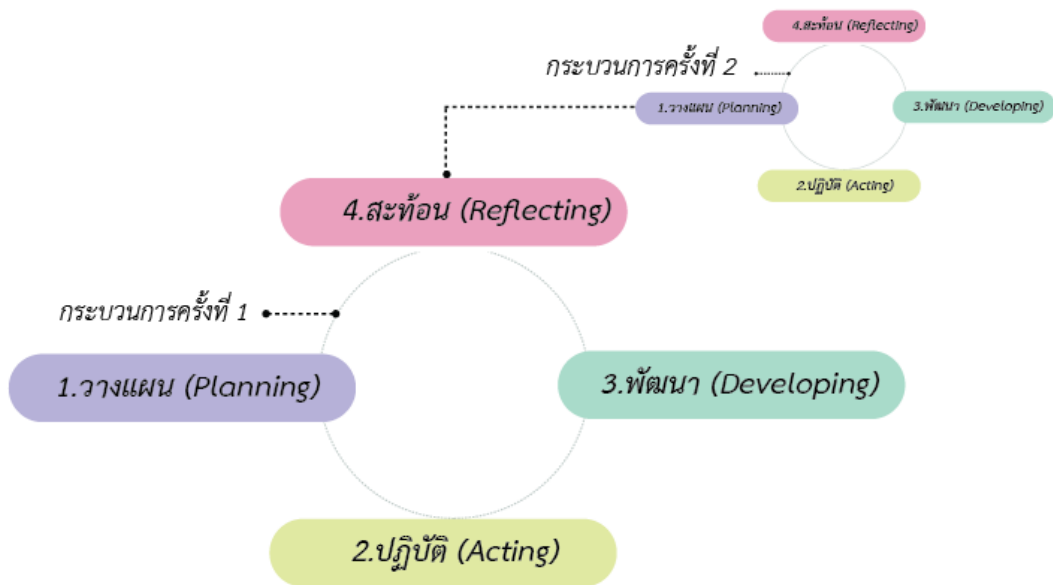 4.สะท้อน (Reflecting)
กระบวนการครั้งที่ 2
1.วางแผน (Planning)
3.พัฒนา (Developing)
2.ปฏิบัติ (Acting)
4.สะท้อน (Reflecting)
กระบวนการครั้งที่ 1
1.วางแผน (Planning)
3.พัฒนา (Developing)
2.ปฏิบัติ (Acting)